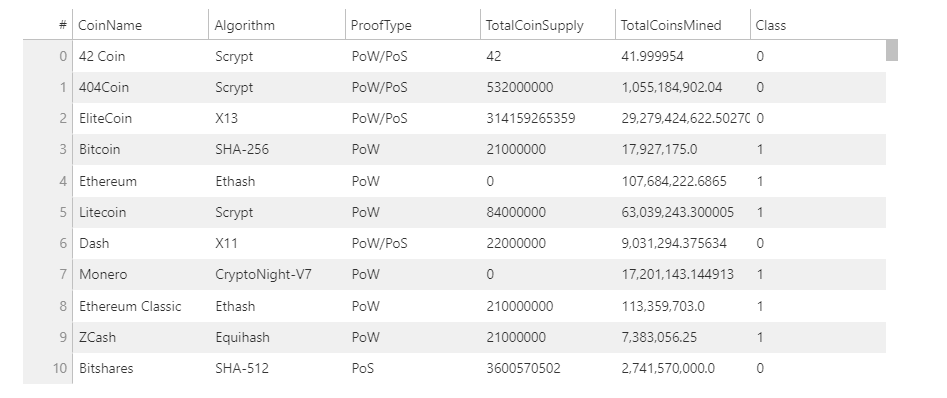 # CoinName Algorithm ProofType TotalCoinSupply TotalCoinsMined Class
0 42 Coin Scrypt PoW/PoS 42 41.999954 0
1 404Coin Scrypt PoW/PoS 532000000 1,055,184,902.04 0
2 EliteCoin X13 PoW/PoS 314159265359 29,279,424,622.5027 0
3 Bitcoin SHA-256 PoW 21000000 17,927,175.0 1
4 Ethereum Ethash PoW 0 107,684,222.6865 1
5 Litecoin Scrypt PoW 84000000 63,039,243.300005 1
6 Dash X11 PoW/PoS 22000000 9,031,294.375634 0
7 Monero CryptoNight-V7 PoW 0 17,201,143.144913 1
8 Ethereum Classic Ethash PoW 210000000 113,359,703.0 1
9 ZCash Equihash PoW 21000000 7,383,056.25 1
10 Bitshares SHA-512 PoS 3600570502 2,741,570,000.0 0